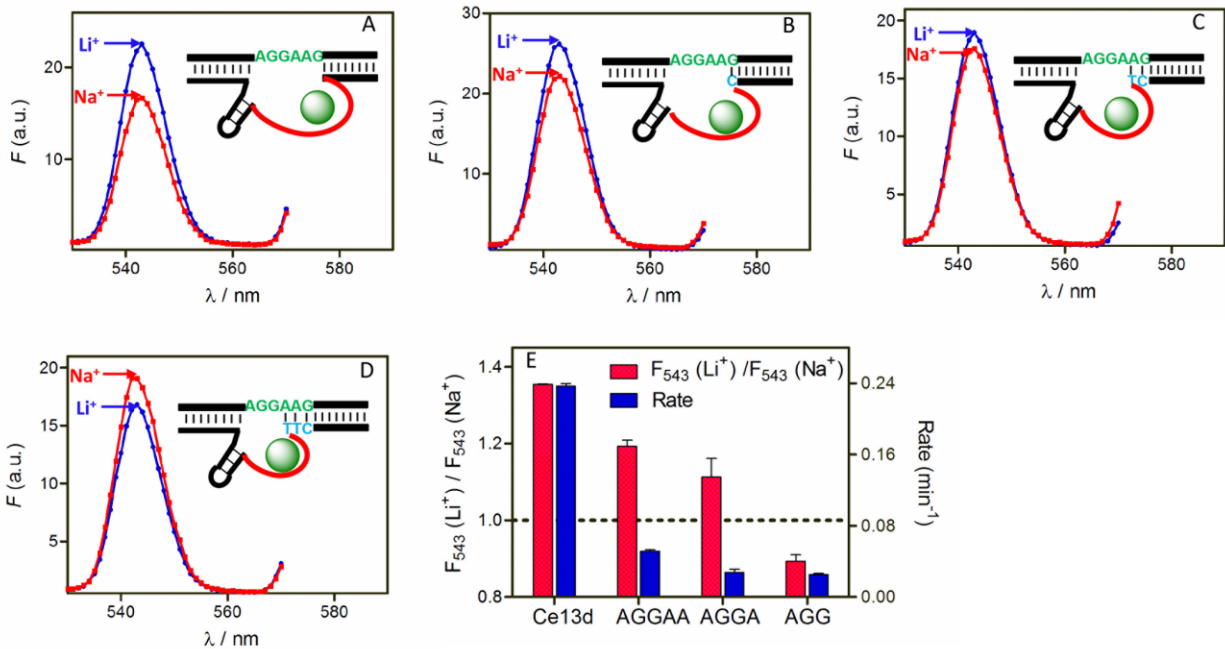 A
Li⁺
Na⁺
AGGAAG
20
10
540
560
580
F (a.u.)
λ / nm
B
Li⁺
Na⁺
AGGAAG
C
30
20
10
540
560
580
F (a.u.)
λ / nm
C
Li⁺
Na⁺
AGGAAG
TC
20
15
10
5
540
560
580
F (a.u.)
λ / nm
D
Na⁺
Li⁺
AGGAAG
TTC
20
15
10
5
540
560
580
F (a.u.)
λ / nm
E
F₅₄₃ (Li⁺) /F₅₄₃ (Na⁺)
Rate
1.4
1.2
1.0
0.8
F₅₄₃ (Li⁺) / F₅₄₃ (Na⁺)
0.24
0.16
0.08
0.00
Rate (min⁻¹)
Ce13d AGGAA AGGA AGG